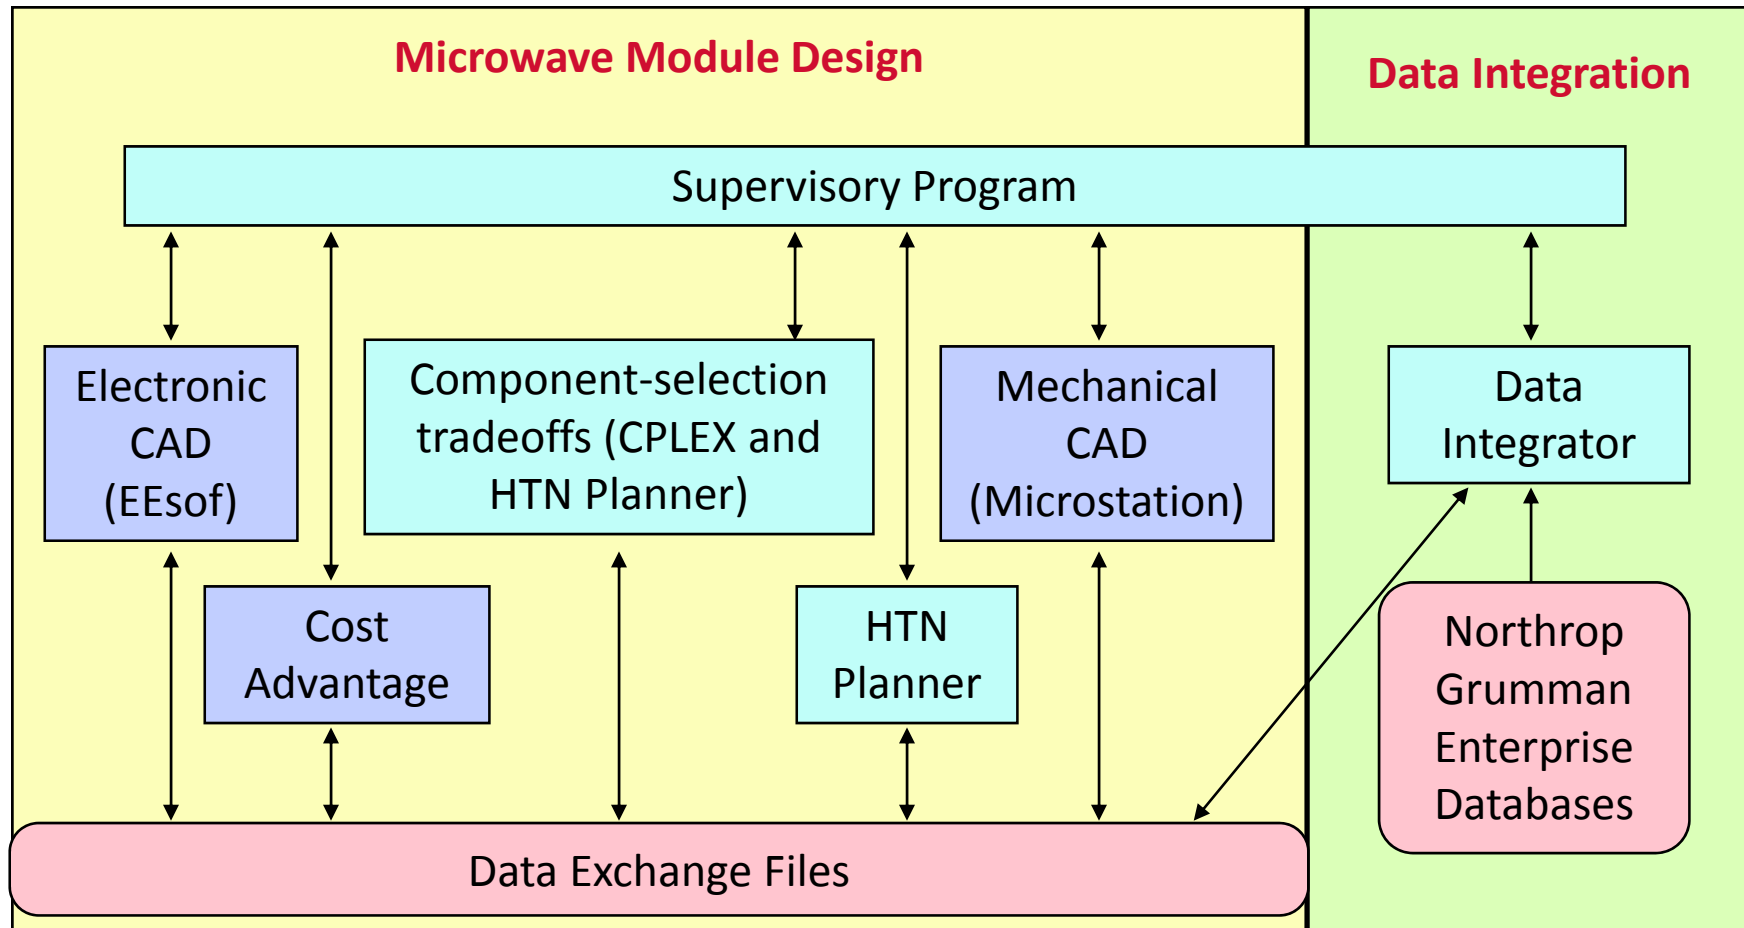 Microwave Module Design
Data Integration
Supervisory Program
Electronic
CAD
(EEsof)
Component-selection
tradeoffs (CPLEX and
HTN Planner)
Mechanical
CAD
(Microstation)
Data
Integrator
Cost
Advantage
HTN
Planner
Northrop
Grumman
Enterprise
Databases
Data Exchange Files